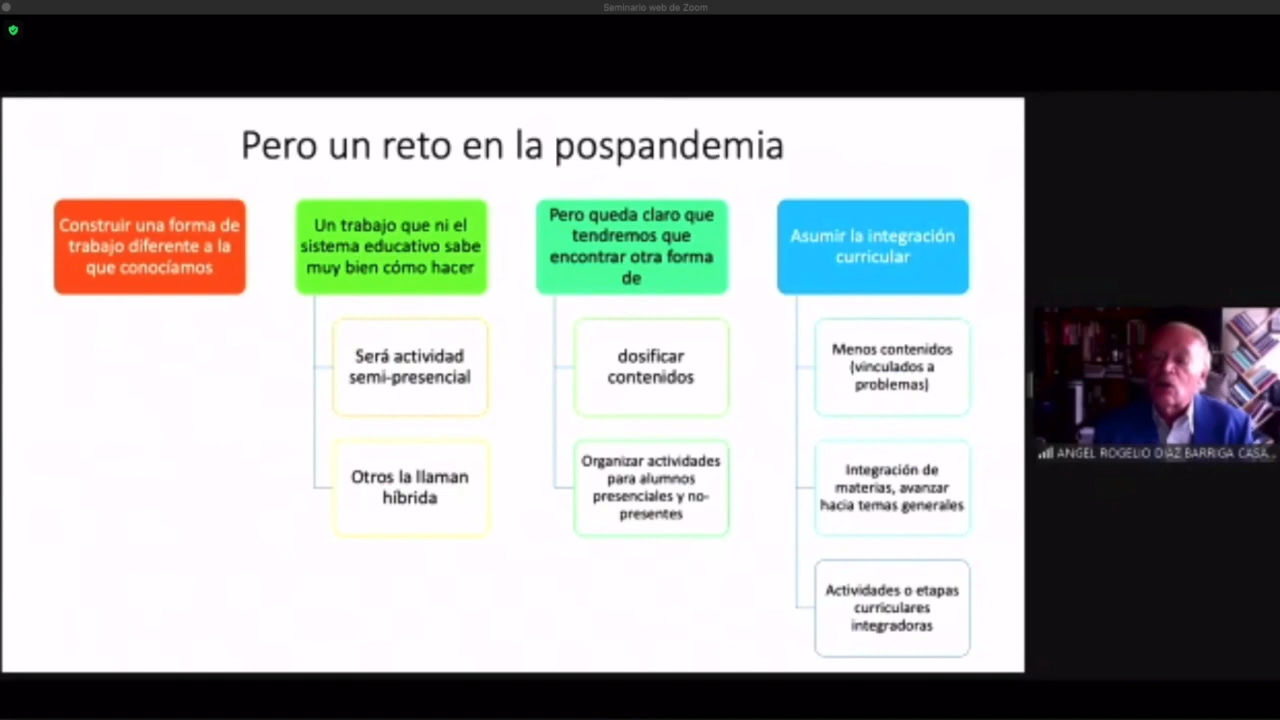 Seminario web de Zoom
Pero un reto en la pospandemia
Construir una forma de
trabajo diferente a la
que conocíamos
Un trabajo que ni el
sistema educativo sabe
muy bien cómo hacer
Será actividad
semi-presencial
Otros la llaman
híbrida
Pero queda claro que
tendremos que
encontrar otra forma
de
dosificar
contenidos
Organizar actividades
para alumnos
presenciales y no-
presentes
Asumir la integración
curricular
Menos contenidos
(vinculados a
problemas)
Integración de
materias, avanzar
hacia temas generales
Actividades o etapas
curriculares
integradoras
ANGEL ROGELIO DIAZ BARRIGA CASA...